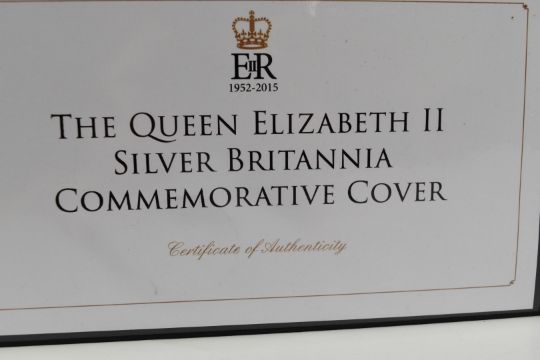 EIIR
1952-2015
THE QUEEN ELIZABETH II
SILVER BRITANNIA
COMMEMORATIVE COVER
Certificate of Authenticity